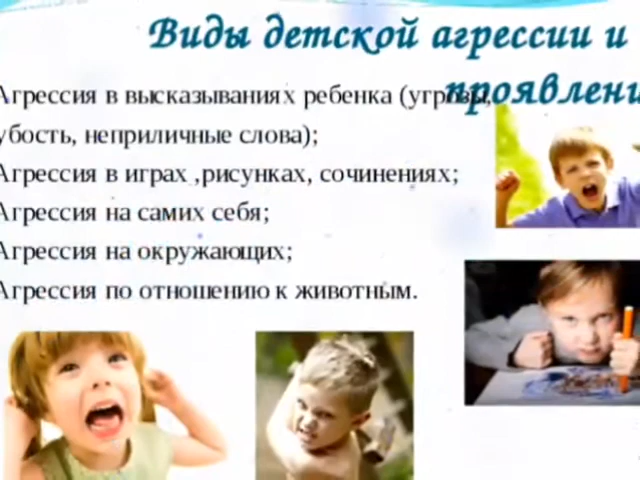 Виды детской агрессии и
проявлени
Агрессия в высказываниях ребенка (угрозы,
убость, неприличные слова);
Агрессия в играх ,рисунках, сочинениях;
Агрессия на самих себя;
Агрессия на окружающих;
Агрессия по отношению к животным.